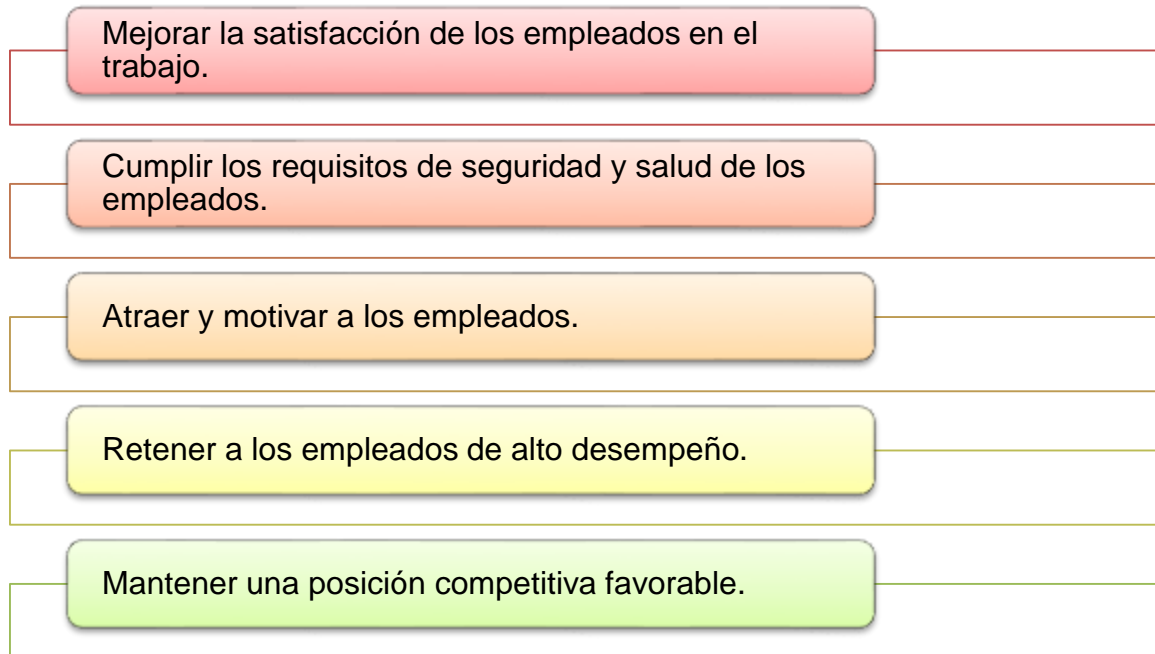 Mejorar la satisfacción de los empleados en el
trabajo.
Cumplir los requisitos de seguridad y salud de los
empleados.
Atraer y motivar a los empleados.
Retener a los empleados de alto desempeño.
Mantener una posición competitiva favorable.